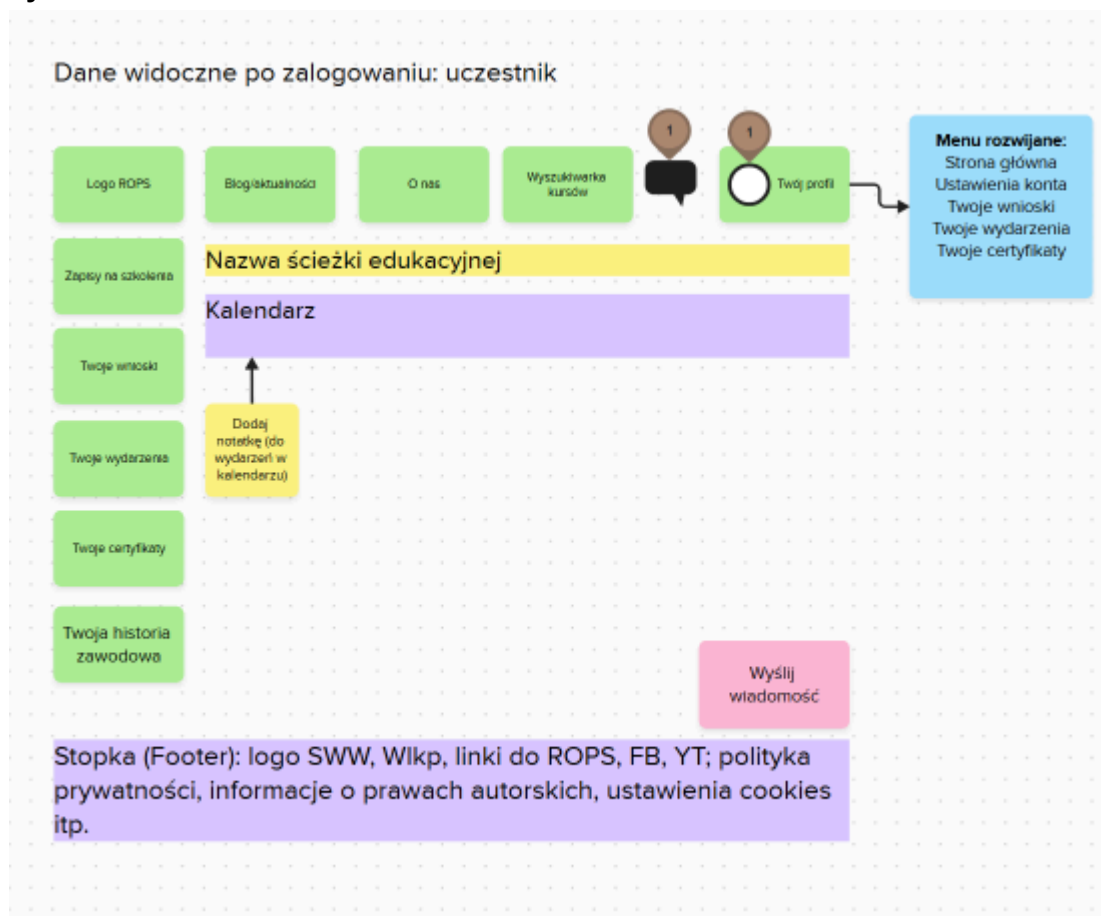 Dane widoczne po zalogowaniu: uczestnik
1
1
Logo ROPS
Blog/aktualności
O nas
Wyszukiwarka
kursów
Twój profil
Menu rozwijane:
Strona główna
Ustawienia konta
Twoje wnioski
Twoje wydarzenia
Twoje certyfikaty
Zapisy na szkolenia
Nazwa ścieżki edukacyjnej
Kalendarz
Twoje wnioski
Dodaj
notatkę (do
wydarzeń w
kalendarzu)
Twoje wydarzenia
Twoje certyfikaty
Twoja historia
zawodowa
Wyślij
wiadomość
Stopka (Footer): logo SWW, Wlkp, linki do ROPS, FB, YT; polityka
prywatności, informacje o prawach autorskich, ustawienia cookies
itp.